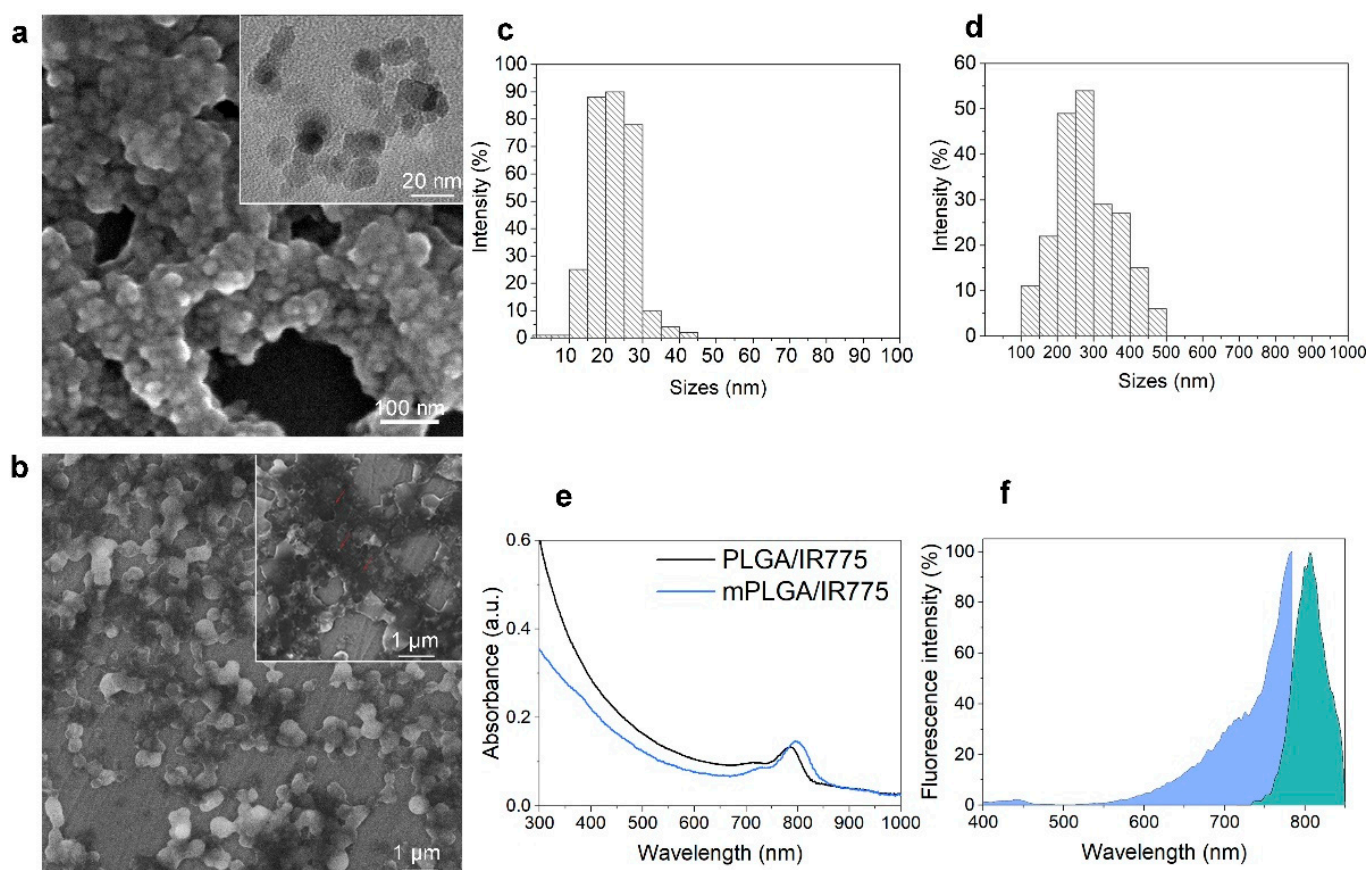 a
20 nm
100 nm
b
1 µm
1 µm
c
100
90
80
70
60
50
40
30
20
10
0
Intensity (%)
10 20 30 40 50 60 70 80 90 100
Sizes (nm)
d
60
50
40
30
20
10
0
Intensity (%)
100 200 300 400 500 600 700 800 900 1000
Sizes (nm)
e
PLGA/IR775
mPLGA/IR775
0.6
0.4
0.2
0.0
Absorbance (a.u.)
300 400 500 600 700 800 900 1000
Wavelength (nm)
f
100
80
60
40
20
0
Fluorescence intensity (%)
400 500 600 700 800
Wavelength (nm)